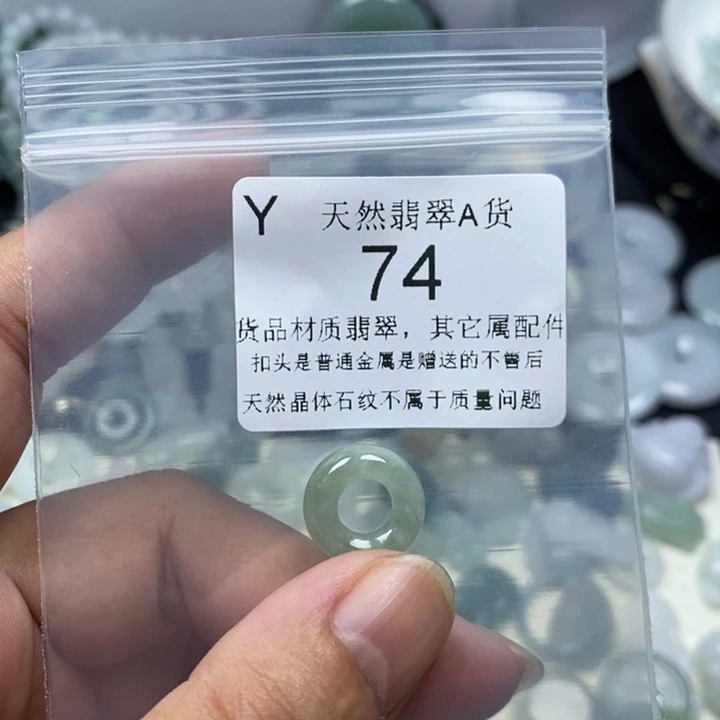 Y 天然翡翠A货
74
货品材质翡翠，其它属配件
扣头是普通金属是赠送的不管后
天然晶体石纹不属于质量问题